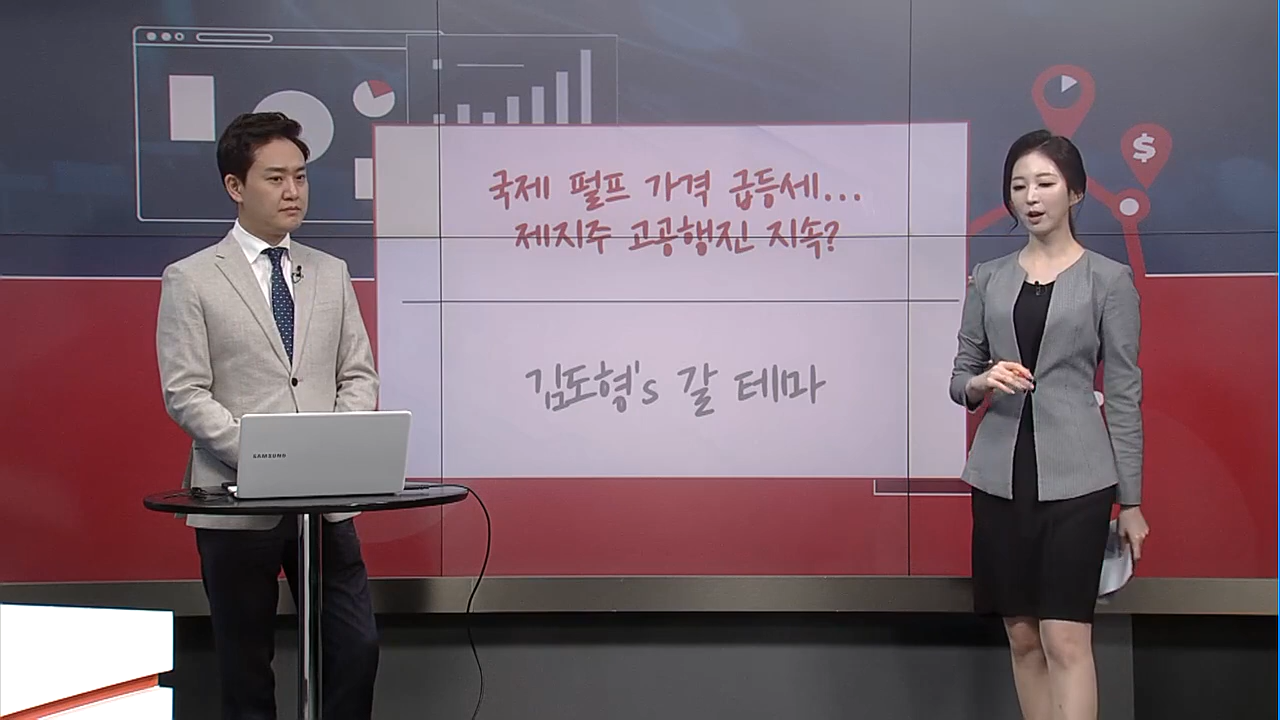 국제 펄프 가격 급등세...
제지주 고공행진 지속?
김도형's 갈 테마
SAMSUNG
$